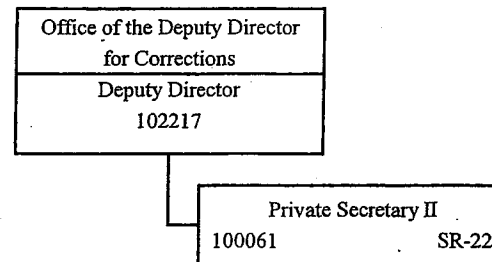 Office of the Deputy Director
for Corrections
Deputy Director
102217
Private Secretary II
100061 SR-22